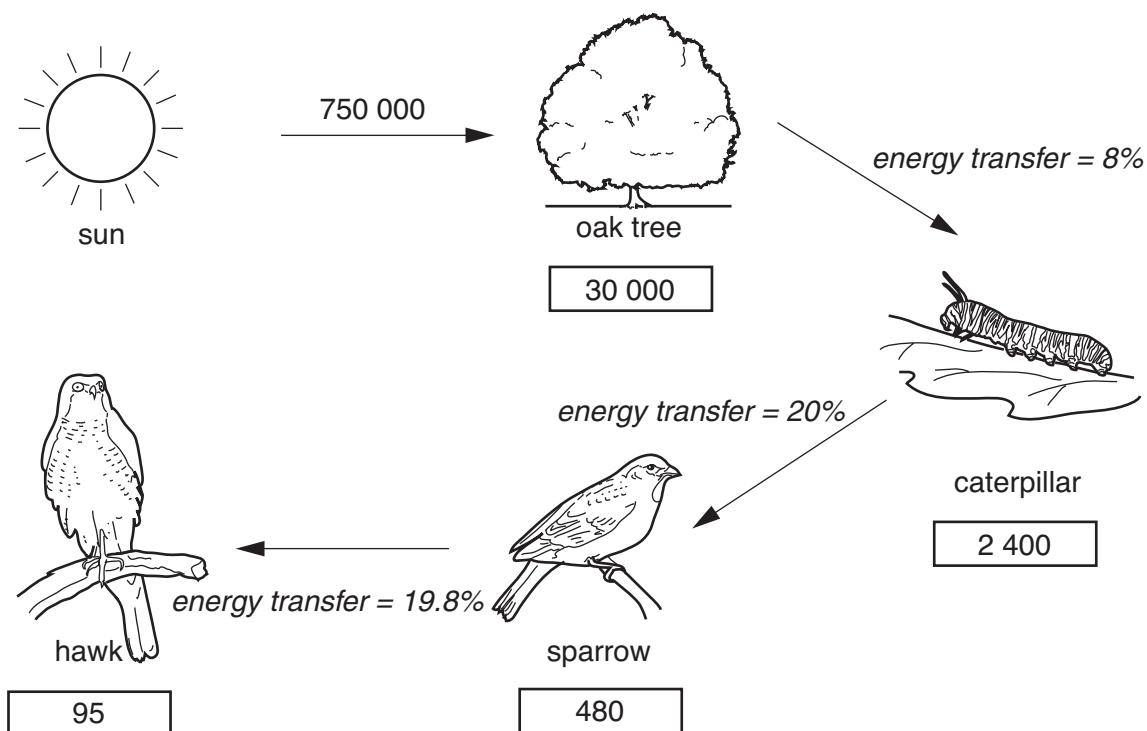 sun
750 000
oak tree
30 000
energy transfer = 8%
caterpillar
2 400
energy transfer = 20%
sparrow
480
energy transfer = 19.8%
hawk
95